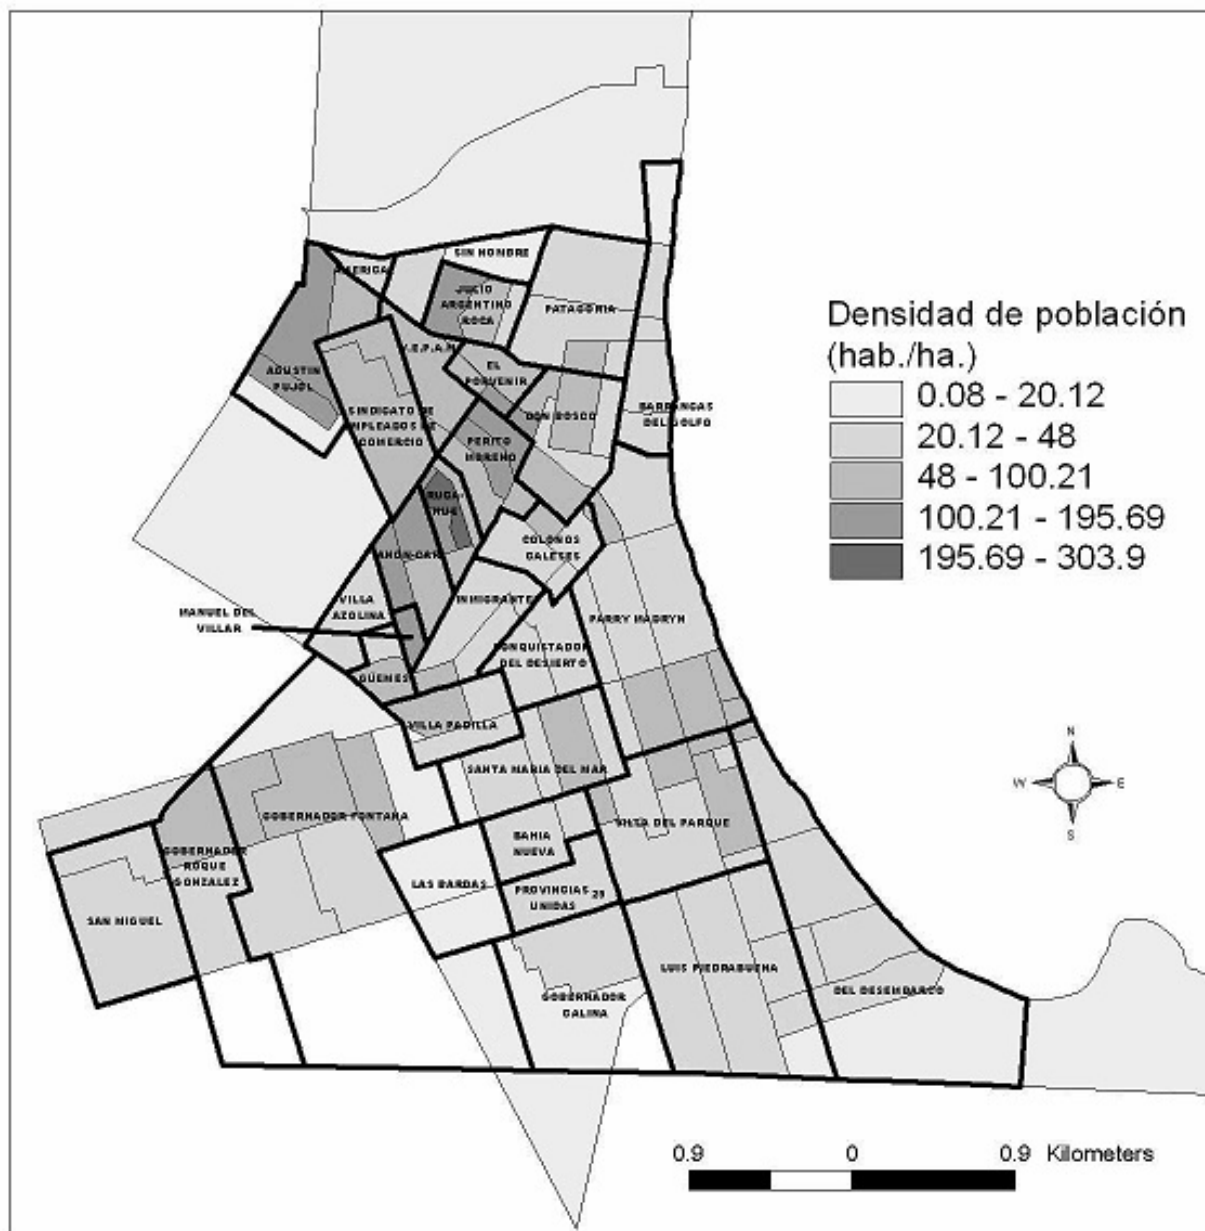 SIN NOMBRE
AMERICA
JULIO
ARGENTINO
ROCA
PATAGONIA
V.E.P.A.M
EL
PORVENIR
AGUSTIN
PUJOL
SINDICATO DE
EMPLEADOS DE
COMERCIO
DON BOSCO
BARRANCAS
DEL GOLFO
PERITO
MORENO
RUCA-
HUE
COLONOS
GALESES
VILLA
AZOLINA
INMIGRANTE
MANUEL DEL
VILLAR
PARRY MADRYN
CONQUISTADOR
DEL DESIERTO
GÜEMES
VILLA PADILLA
SANTA MARIA DEL MAR
GOBERNADOR FONTANA
VILLA DEL PARQUE
BAHIA
NUEVA
GOBERNADOR
ROQUE
GONZALEZ
LAS BARDAS
PROVINCIAS
UNIDAS
SAN MIGUEL
LUIS PIEDRABUENA
GOBERNADOR
GALINA
DEL DESEMBARCO
Densidad de población
(hab./ha.)
0.08 - 20.12
20.12 - 48
48 - 100.21
100.21 - 195.69
195.69 - 303.9
N
W E
S
0.9 0 0.9 Kilometers